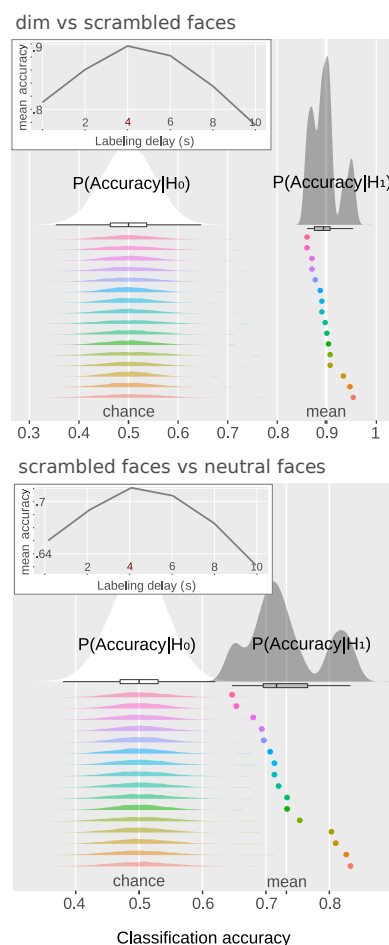 dim vs scrambled faces
mean accuracy
.9
.8
0 2 4 6 8 10
Labeling delay (s)
P(Accuracy|H₀)
P(Accuracy|H₁)
chance
mean
0.3 0.4 0.5 0.6 0.7 0.8 0.9 1
scrambled faces vs neutral faces
mean accuracy
.7
.64
2 4 6 8 10
Labeling delay (s)
P(Accuracy|H₀)
P(Accuracy|H₁)
chance
mean
0.4 0.5 0.6 0.7 0.8
Classification accuracy